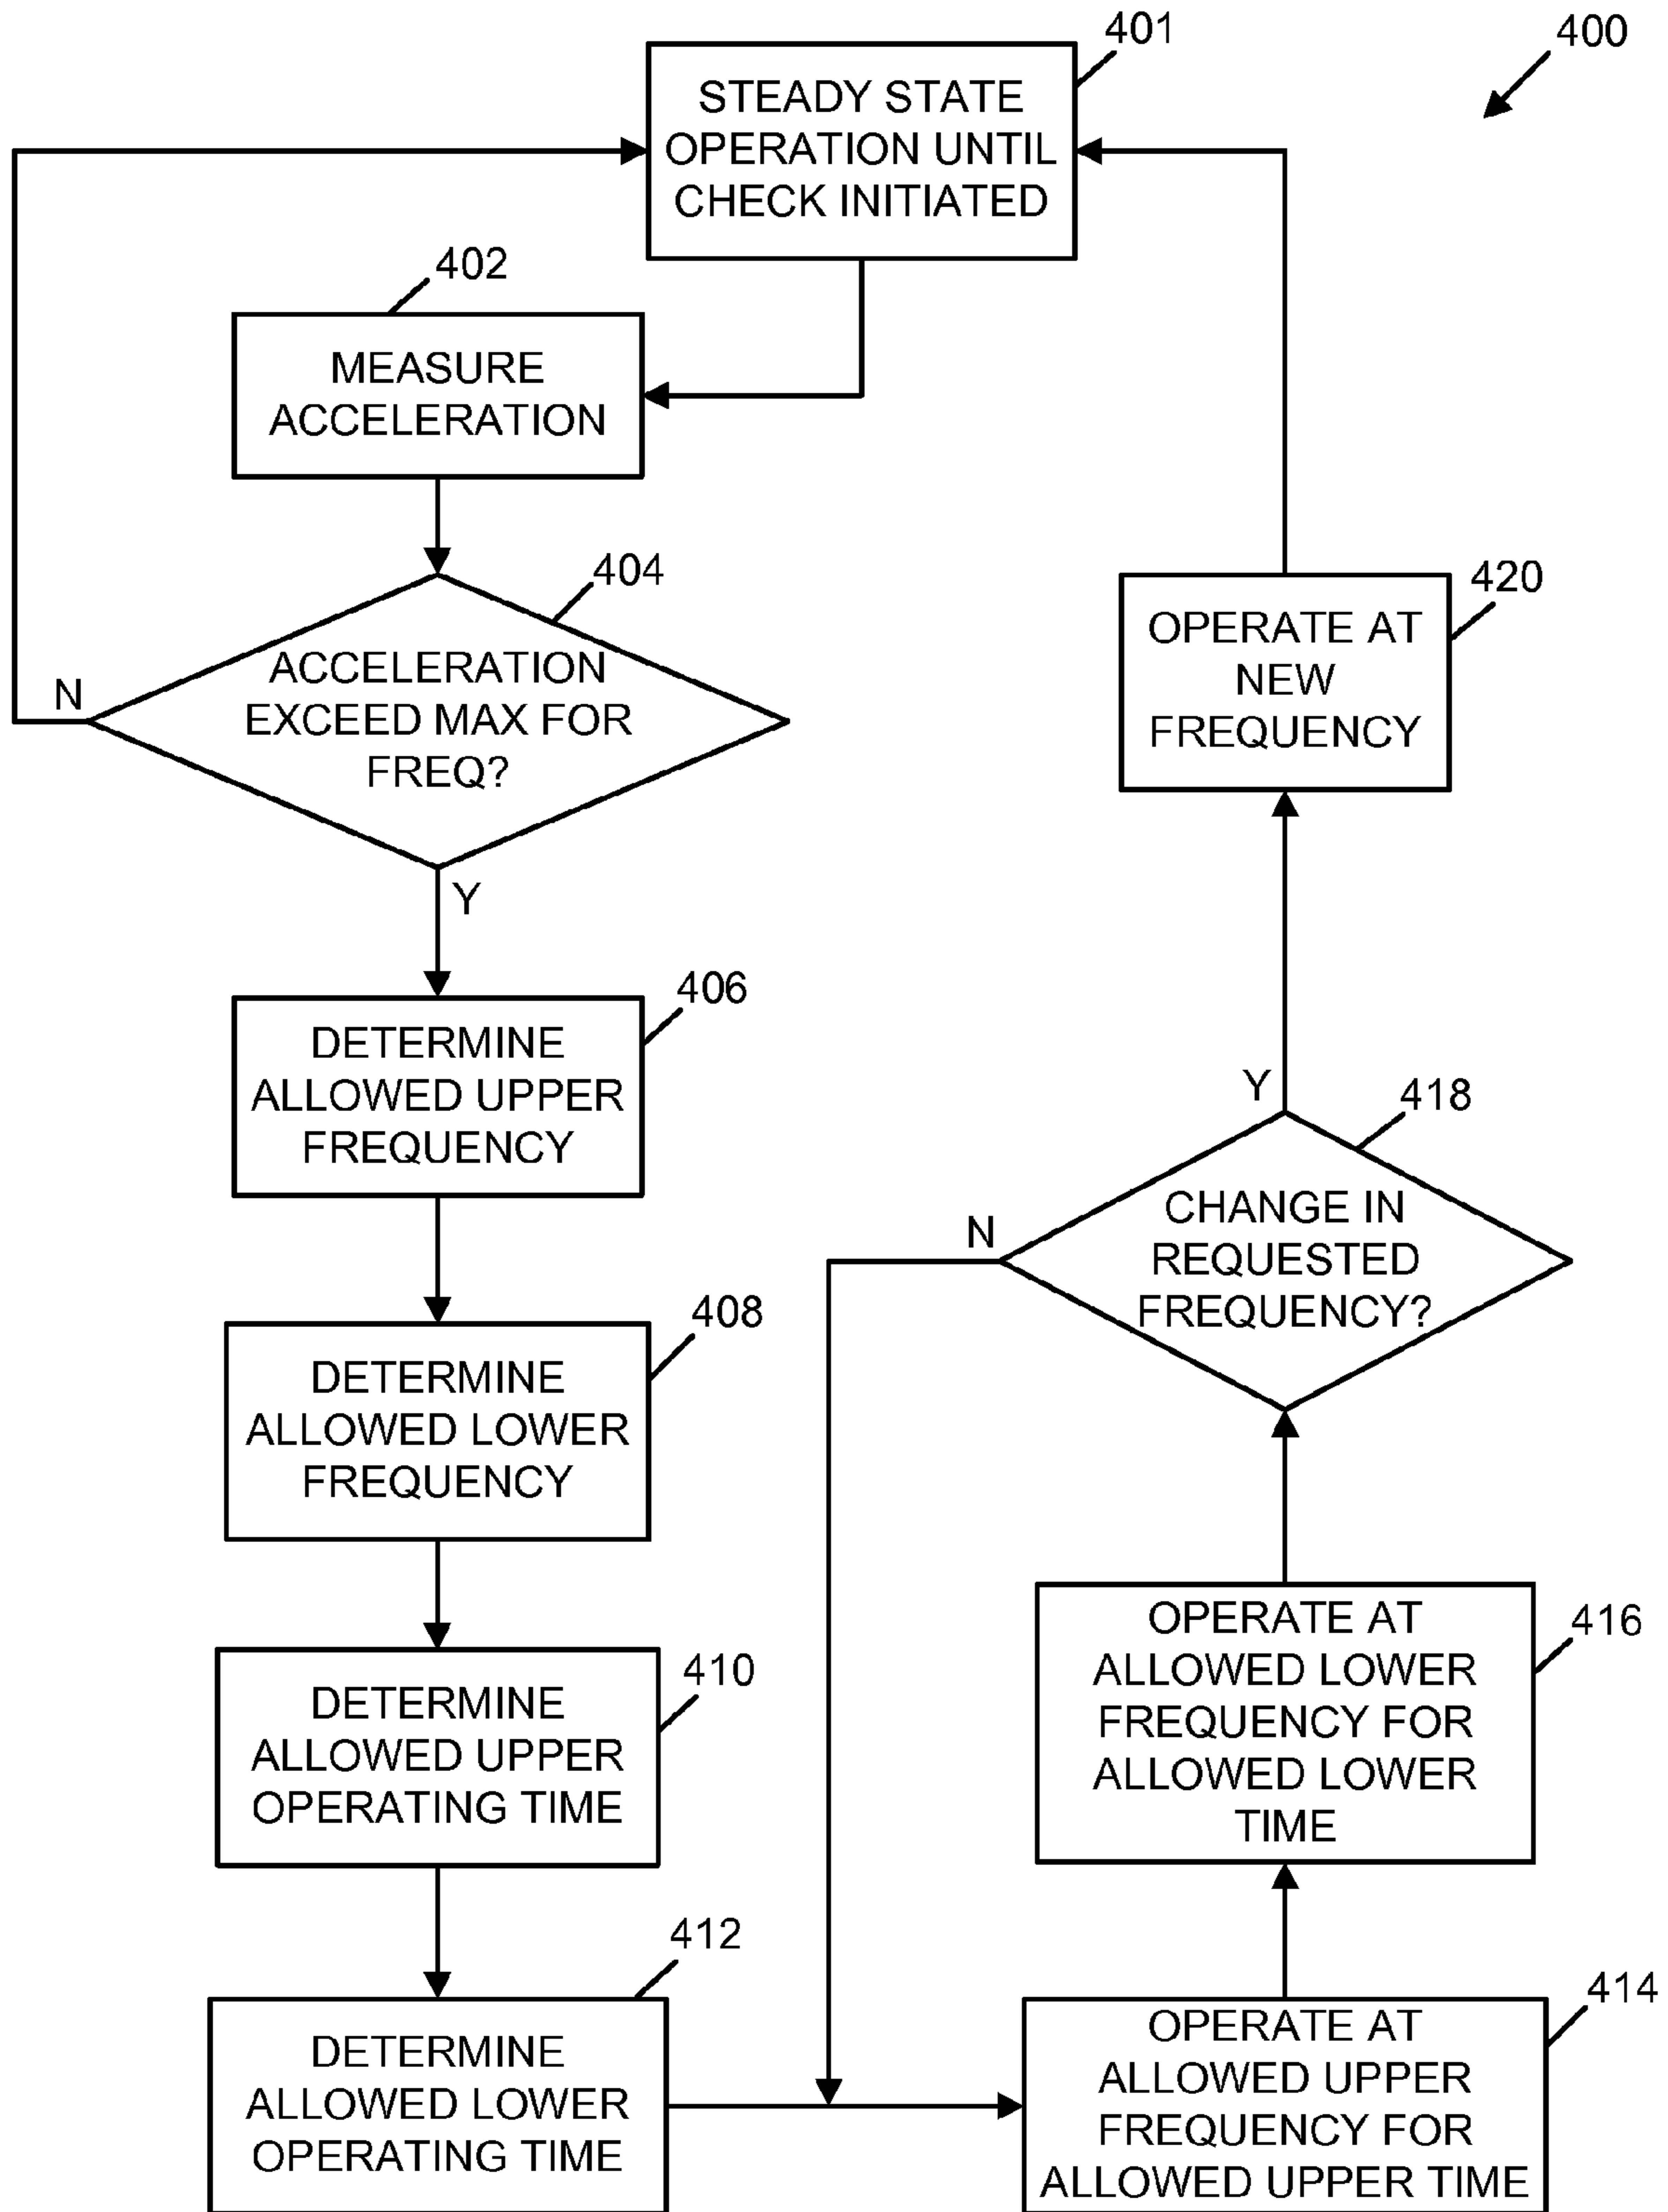 401
400
STEADY STATE
OPERATION UNTIL
CHECK INITIATED
402
MEASURE
ACCELERATION
404
ACCELERATION
EXCEED MAX FOR
FREQ?
N
Y
406
DETERMINE
ALLOWED UPPER
FREQUENCY
408
DETERMINE
ALLOWED LOWER
FREQUENCY
410
DETERMINE
ALLOWED UPPER
OPERATING TIME
412
DETERMINE
ALLOWED LOWER
OPERATING TIME
414
OPERATE AT
ALLOWED UPPER
FREQUENCY FOR
ALLOWED UPPER TIME
416
OPERATE AT
ALLOWED LOWER
FREQUENCY FOR
ALLOWED LOWER
TIME
418
CHANGE IN
REQUESTED
FREQUENCY?
N
Y
420
OPERATE AT
NEW
FREQUENCY